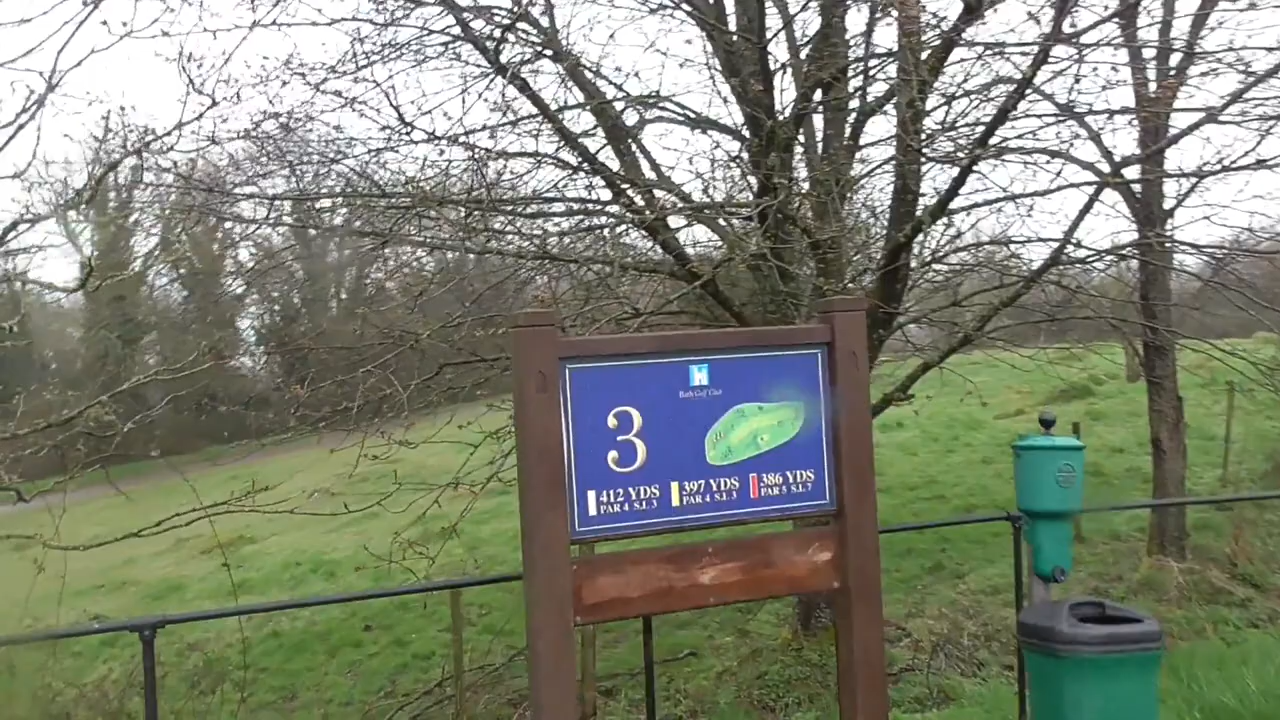 Bath Golf Club
3
412 YDS
PAR 4 S.I. 3
397 YDS
PAR 4 S.I. 3
386 YDS
PAR 5 S.I. 7